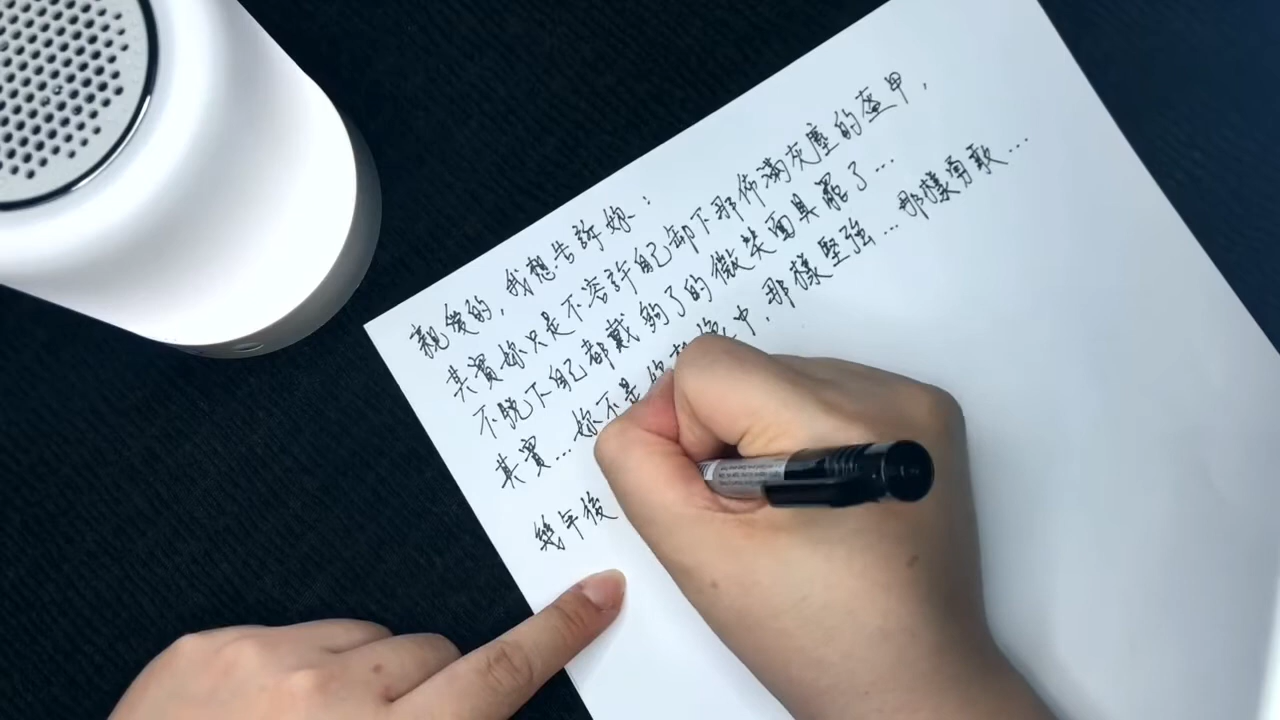 親愛的，我想告訴妳：
其實妳只是不容許自己卸下那佈滿灰塵的盔甲，
不脫下自己都戴夠了的微笑面具罷了...
其實...妳不是你想像中，那樣堅強...那樣勇敢...
幾年後